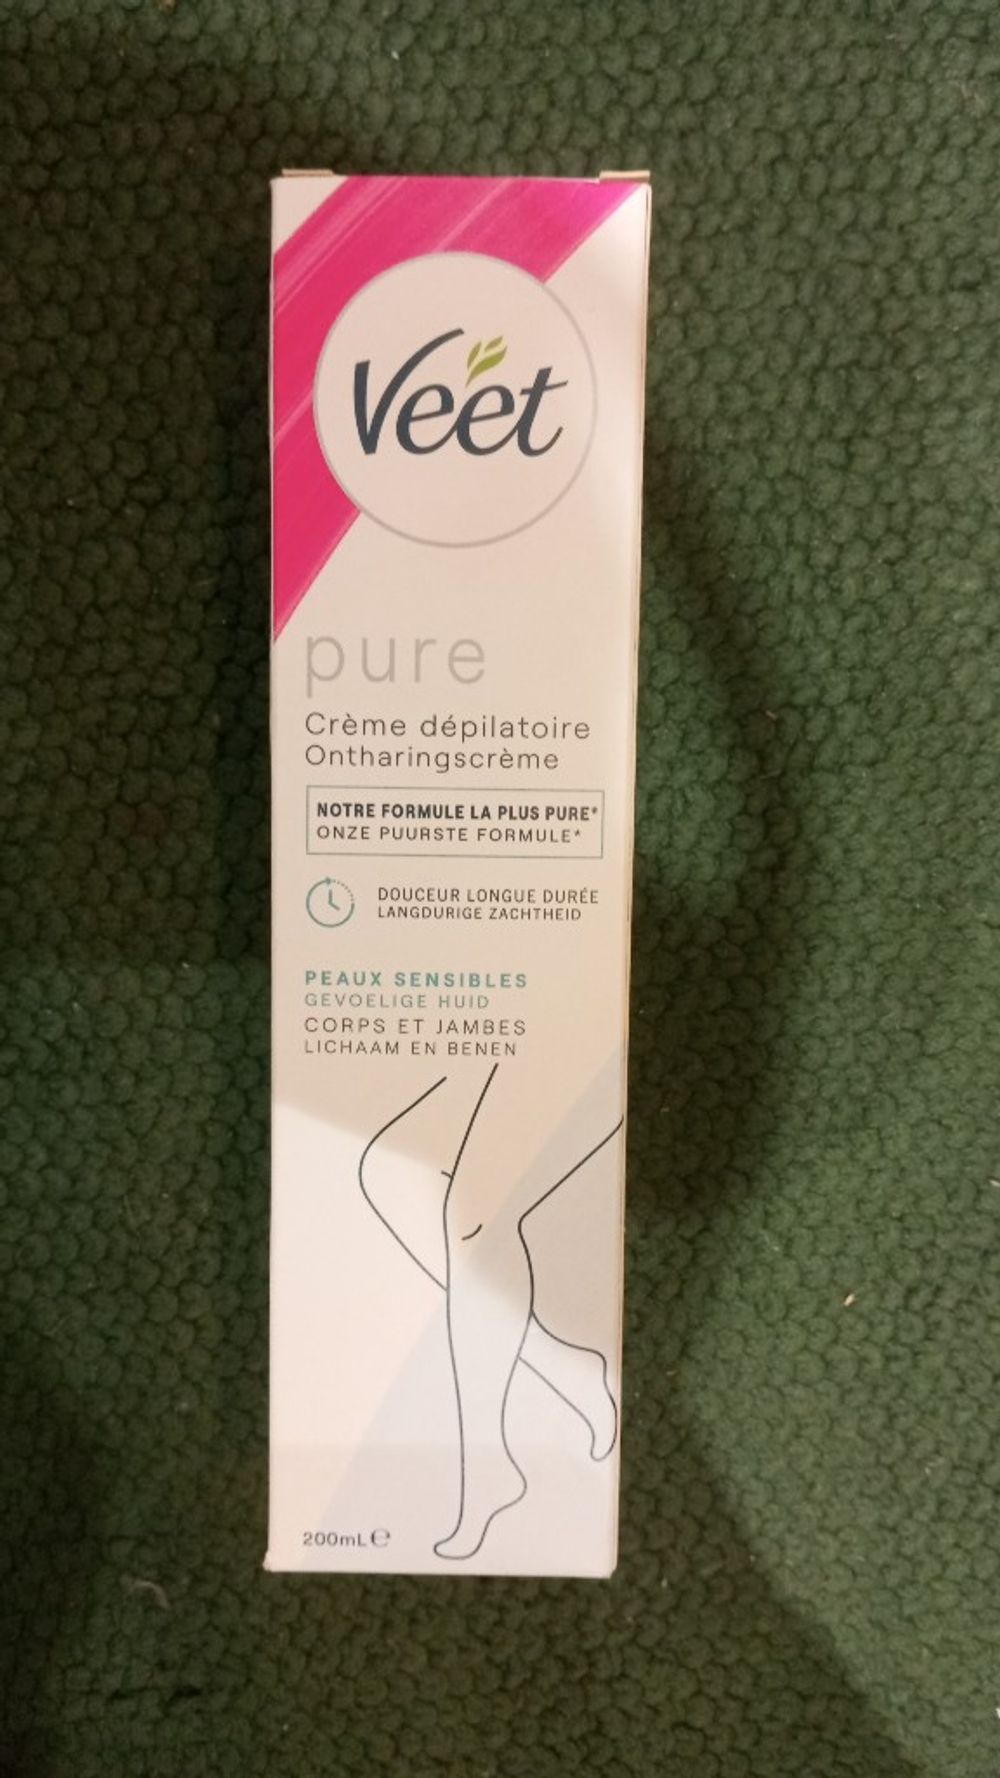 Veet
pure
Crème dépilatoire
Ontharingscrème
NOTRE FORMULE LA PLUS PURE*
ONZE PUURSTE FORMULE*
DOUCEUR LONGUE DURÉE
LANGDURIGE ZACHTHEID
PEAUX SENSIBLES
GEVOELIGE HUID
CORPS ET JAMBES
LICHAAM EN BENEN
200mL ℮